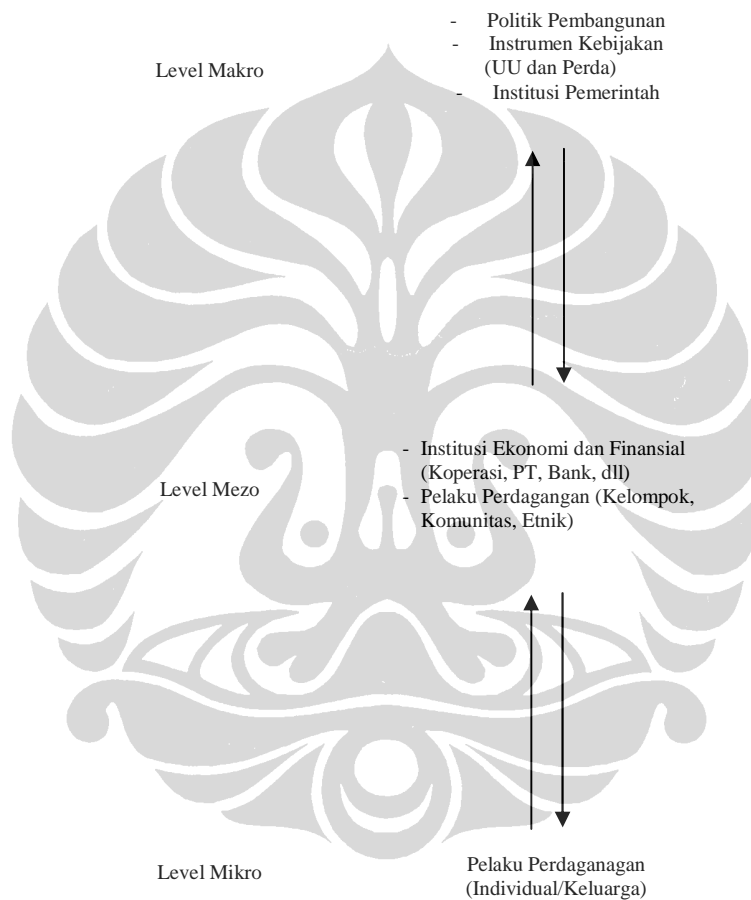 - Politik Pembangunan
- Instrumen Kebijakan
(UU dan Perda)
- Institusi Pemerintah
Level Makro
- Institusi Ekonomi dan Finansial
(Koperasi, PT, Bank, dll)
- Pelaku Perdagangan (Kelompok,
Komunitas, Etnik)
Level Mezo
Level Mikro
Pelaku Perdaganagan
(Individual/Keluarga)